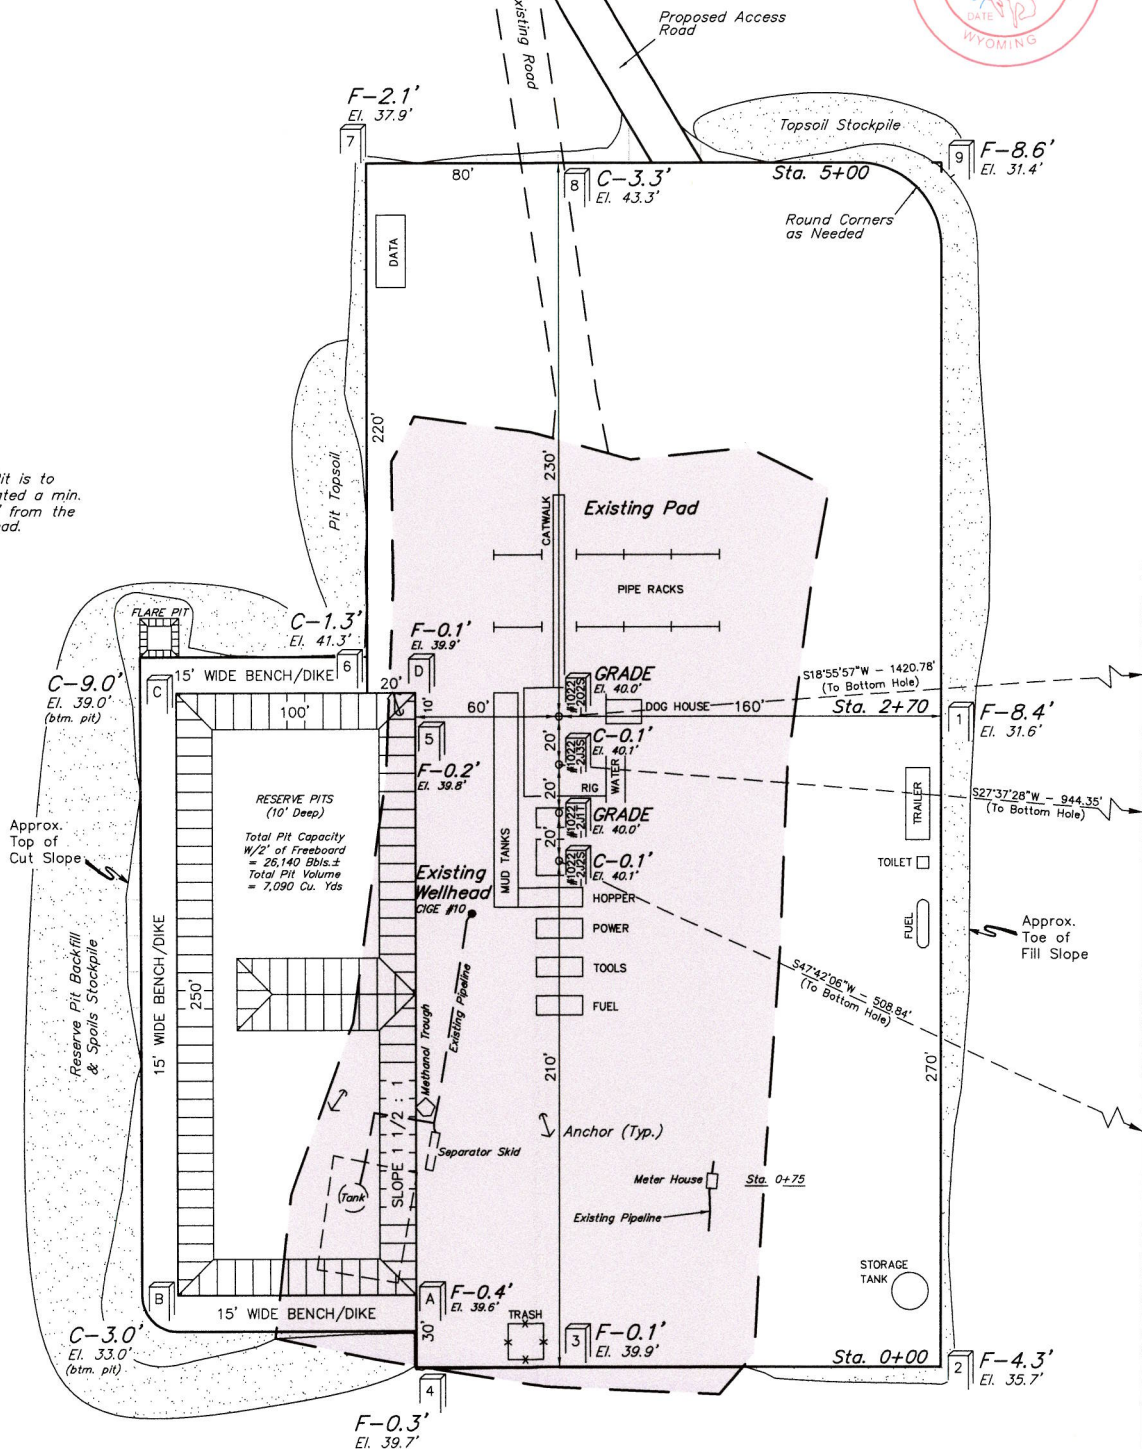 Existing Road
Proposed Access
Road
DATE
WYOMING
F-2.1'
El. 37.9'
7
Topsoil Stockpile
9
F-8.6'
El. 31.4'
80'
8
C-3.3'
El. 43.3'
Sta. 5+00
Round Corners
as Needed
DATA
220'
230'
Pit Topsoil
CATWALK
Existing Pad
PIPE RACKS
FLARE PIT
C-1.3'
El. 41.3'
6
F-0.1'
El. 39.9'
D
C-9.0'
El. 39.0'
(btm. pit)
C
15' WIDE BENCH/DIKE
20'
10'
100'
60'
#1022-2O2S
GRADE
El. 40.0'
DOG HOUSE
160'
S18°55'57"W - 1420.78'
(To Bottom Hole)
Sta. 2+70
1
F-8.4'
El. 31.6'
5
F-0.2'
El. 39.8'
20'
#1022-2J3S
C-0.1'
El. 40.1'
RIG
WATER
S27°37'28"W - 944.35'
(To Bottom Hole)
RESERVE PITS
(10' Deep)
Total Pit Capacity
W/2' of Freeboard
= 26,140 Bbls.±
Total Pit Volume
= 7,090 Cu. Yds
20'
#1022-2J1T
GRADE
El. 40.0'
TRAILER
Approx.
Top of
Cut Slope
MUD TANKS
20'
#1022-2J2S
C-0.1'
El. 40.1'
TOILET
Existing
Wellhead
CIGE #10
HOPPER
POWER
TOOLS
FUEL
FUEL
Approx.
Toe of
Fill Slope
S47°42'06"W - 508.84'
(To Bottom Hole)
15' WIDE BENCH/DIKE
250'
Reserve Pit Backfill
& Spoils Stockpile
Existing Pipeline
Methanol Trough
210'
270'
SLOPE 1 1/2 : 1
Anchor (Typ.)
Separator Skid
Tank
Meter House
Sta. 0+75
Existing Pipeline
STORAGE
TANK
B
15' WIDE BENCH/DIKE
A
F-0.4'
El. 39.6'
30'
TRASH
C-3.0'
El. 33.0'
(btm. pit)
3
F-0.1'
El. 39.9'
Sta. 0+00
2
F-4.3'
El. 35.7'
4
F-0.3'
El. 39.7'